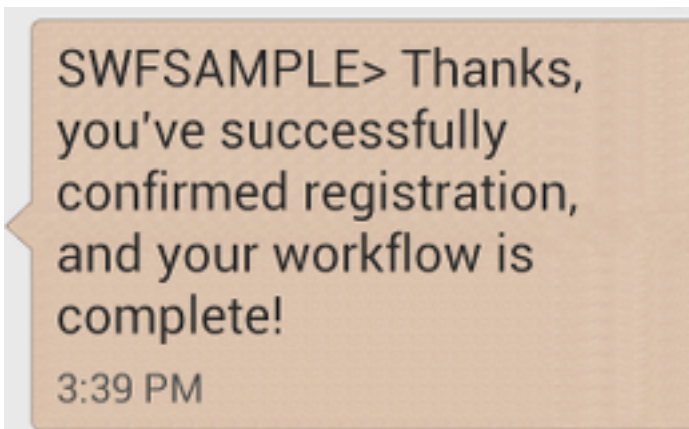 SWFSAMPLE> Thanks,
you've successfully
confirmed registration,
and your workflow is
complete!
3:39 PM